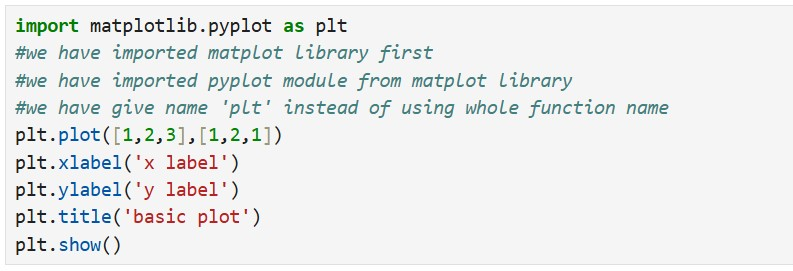 import matplotlib.pyplot as plt
#we have imported matplot library first
#we have imported pyplot module from matplot library
#we have give name 'plt' instead of using whole function name
plt.plot([1,2,3],[1,2,1])
plt.xlabel('x label')
plt.ylabel('y label')
plt.title('basic plot')
plt.show()